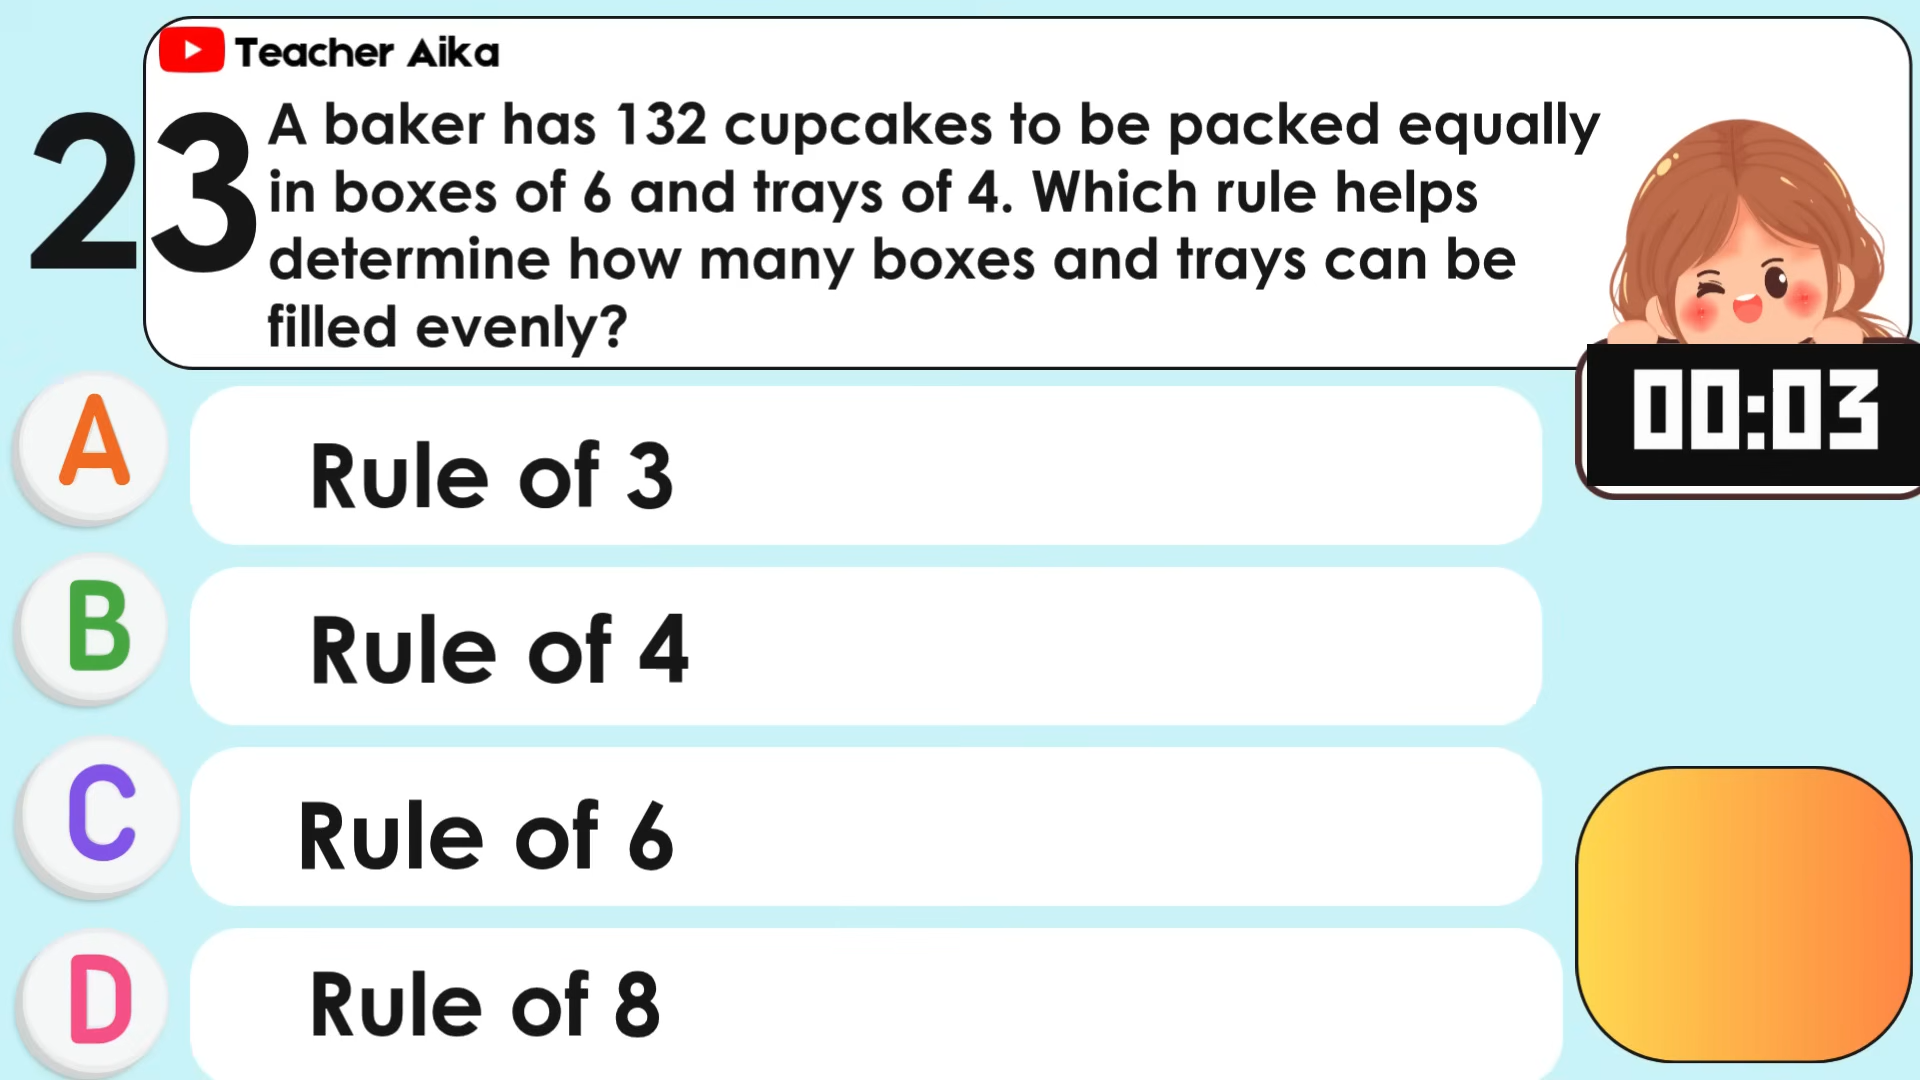 Teacher Aika
23
A baker has 132 cupcakes to be packed equally
in boxes of 6 and trays of 4. Which rule helps
determine how many boxes and trays can be
filled evenly?
00:03
A
Rule of 3
B
Rule of 4
C
Rule of 6
D
Rule of 8